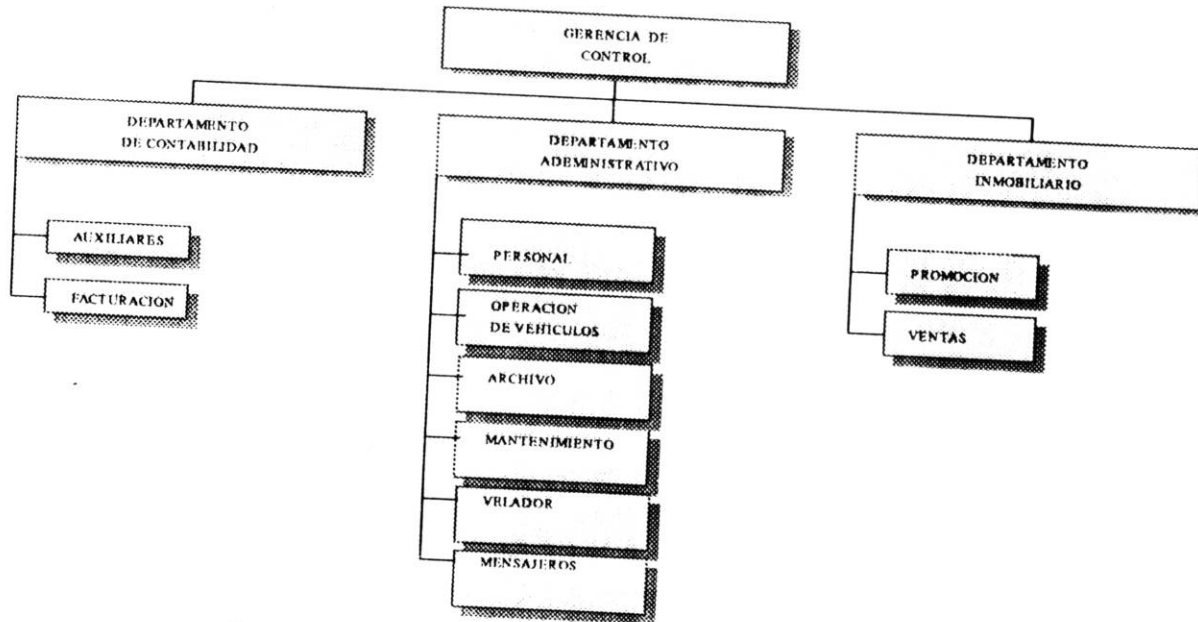 GERENCIA DE
CONTROL
DEPARTAMENTO
DE CONTABILIDAD
AUXILIARES
FACTURACION
DEPARTAMENTO
ADEMINISTRATIVO
PERSONAL
OPERACION
DE VEHICULOS
ARCHIVO
MANTENIMIENTO
VELADOR
MENSAJEROS
DEPARTAMENTO
INMOBILIARIO
PROMOCION
VENTAS